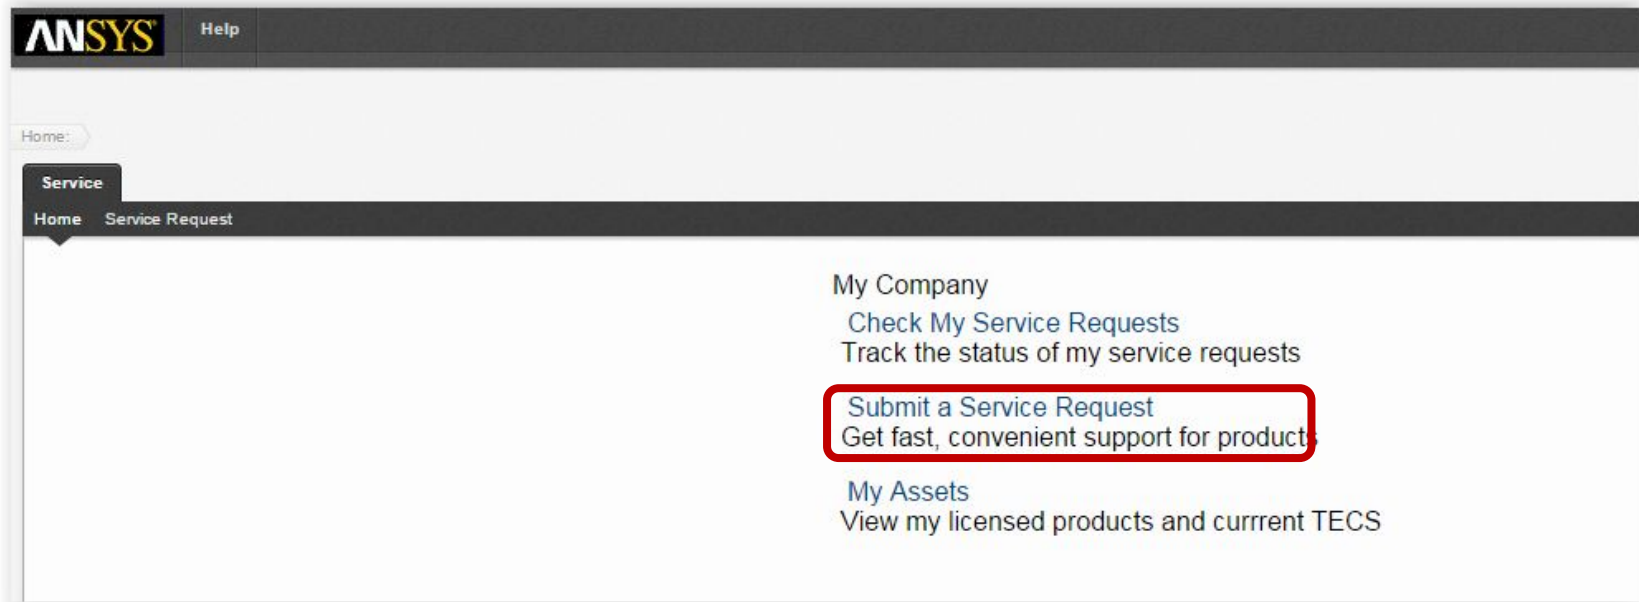 ANSYS Help
Home:
Service
Home Service Request
My Company
Check My Service Requests
Track the status of my service requests
Submit a Service Request
Get fast, convenient support for products
My Assets
View my licensed products and currrent TECS